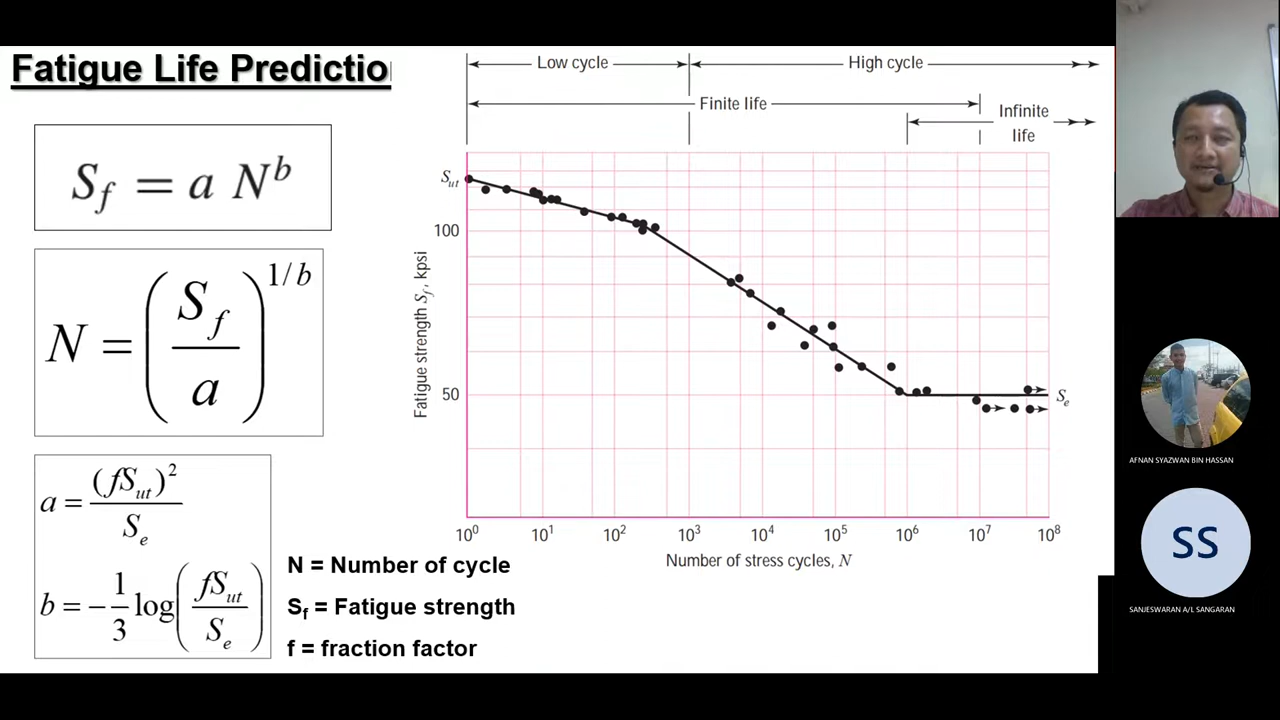 Fatigue Life Predictio
S_f = a N^b
N = (S_f / a)^{1/b}
a = (fS_ut)^2 / S_e
b = -1/3 log(fS_ut / S_e)
N = Number of cycle
S_f = Fatigue strength
f = fraction factor
Low cycle
High cycle
Finite life
Infinite
life
S_ut
100
50
S_e
Fatigue strength S_f, kpsi
10^0 10^1 10^2 10^3 10^4 10^5 10^6 10^7 10^8
Number of stress cycles, N
AFNAN SYAZWAN BIN HASSAN
SS
SANJESWARAN A/L SANGARAN